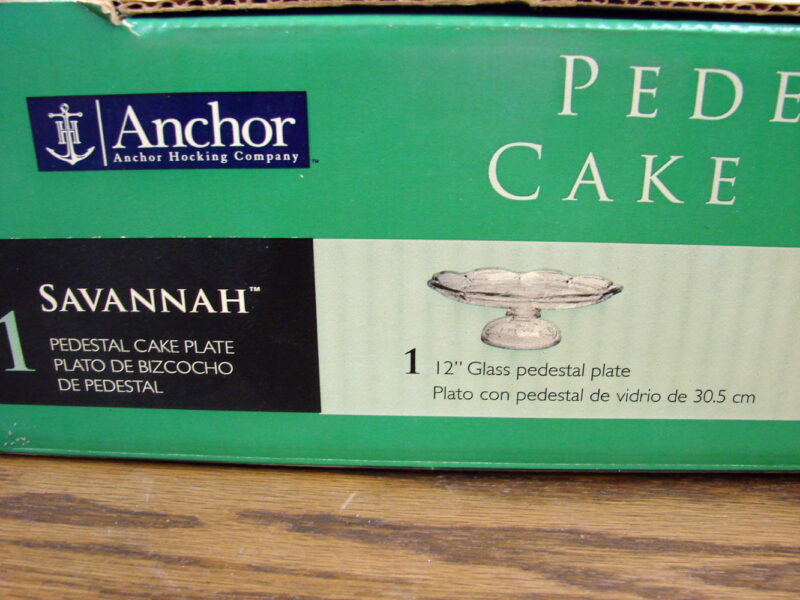 Anchor
Anchor Hocking Company™
PEDE
CAKE
SAVANNAH™
1
PEDESTAL CAKE PLATE
PLATO DE BIZCOCHO
DE PEDESTAL
1 12" Glass pedestal plate
Plato con pedestal de vidrio de 30.5 cm